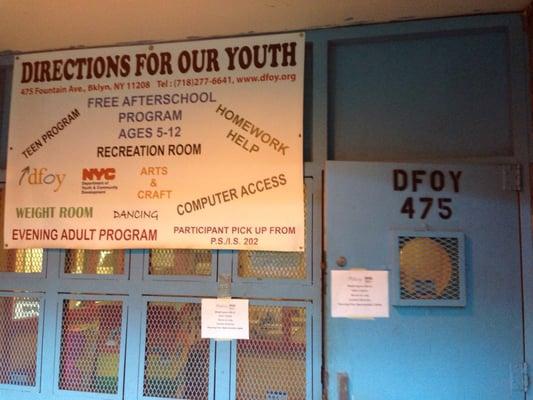 DIRECTIONS FOR OUR YOUTH
475 Fountain Ave., Bklyn, NY 11208 Tel : (718)277-6641, www.dfoy.org
FREE AFTERSCHOOL
PROGRAM
AGES 5-12
TEEN PROGRAM
HOMEWORK
HELP
RECREATION ROOM
dfoy
NYC
Department of
Youth & Community
Development
ARTS
&
CRAFT
COMPUTER ACCESS
WEIGHT ROOM
DANCING
EVENING ADULT PROGRAM
PARTICIPANT PICK UP FROM
P.S./I.S. 202
DFOY
475